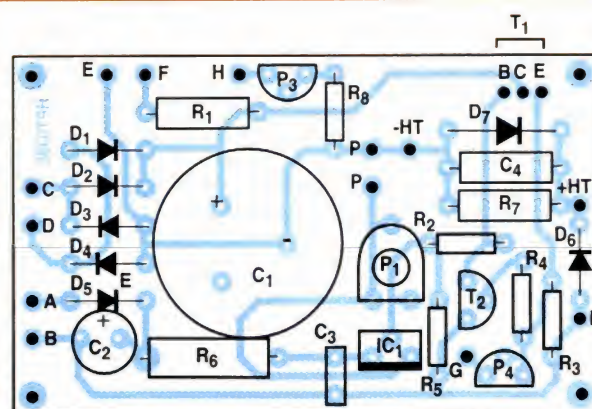 T1
E F H P3 B C E
R1 R8 D7
D1 P -HT C4
D2 P R7 +HT
C D3 + - R2 D6
D D4 C1 P1 R4
A D5 E T2
B C2 + R6 C3 IC1 R5 G P4 R3